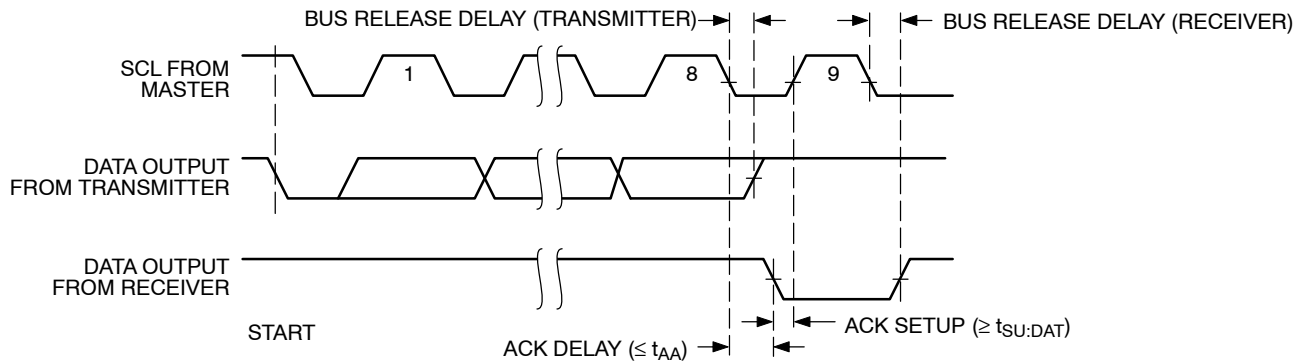 BUS RELEASE DELAY (TRANSMITTER)
BUS RELEASE DELAY (RECEIVER)
SCL FROM
MASTER
1
8
9
DATA OUTPUT
FROM TRANSMITTER
DATA OUTPUT
FROM RECEIVER
START
ACK SETUP (≥ tSU:DAT)
ACK DELAY (≤ tAA)